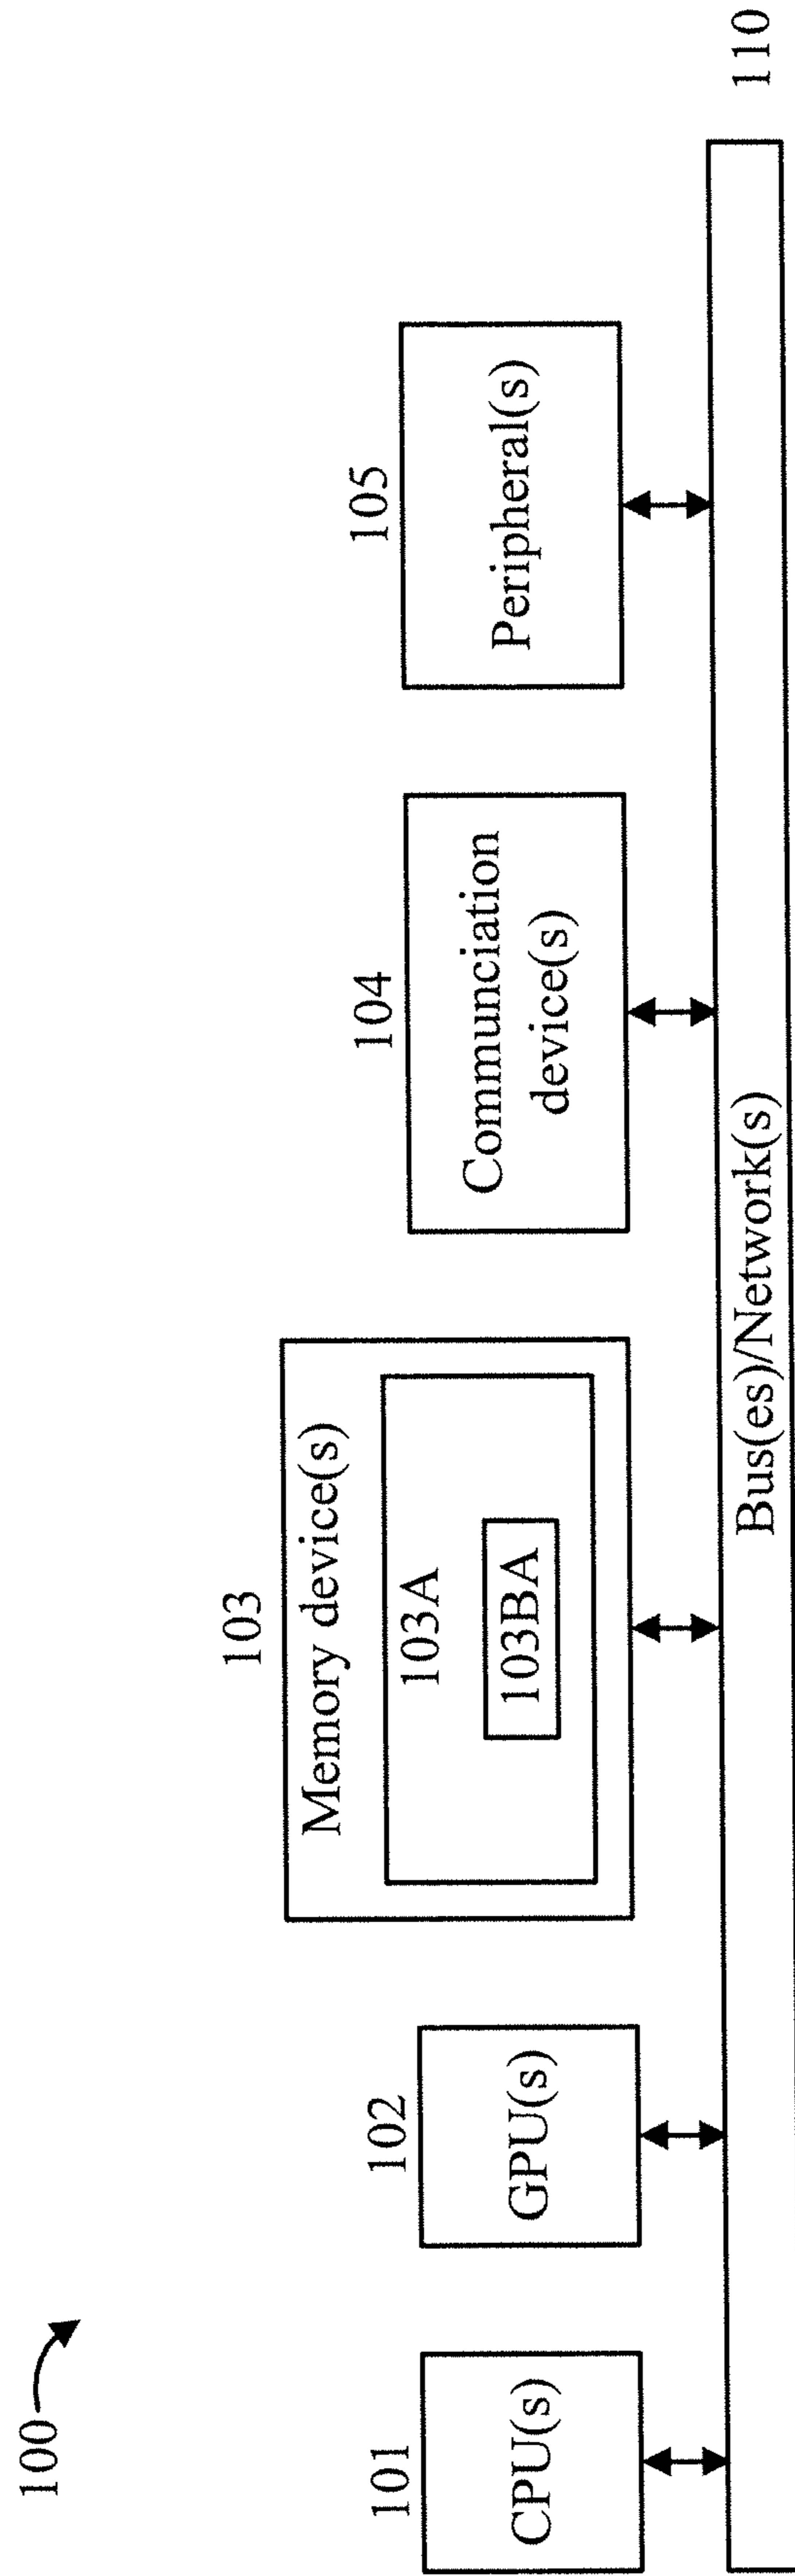 100
101
CPU(s)
102
GPU(s)
103
Memory device(s)
103A
103BA
104
Communciation
device(s)
105
Peripheral(s)
Bus(es)/Network(s)
110